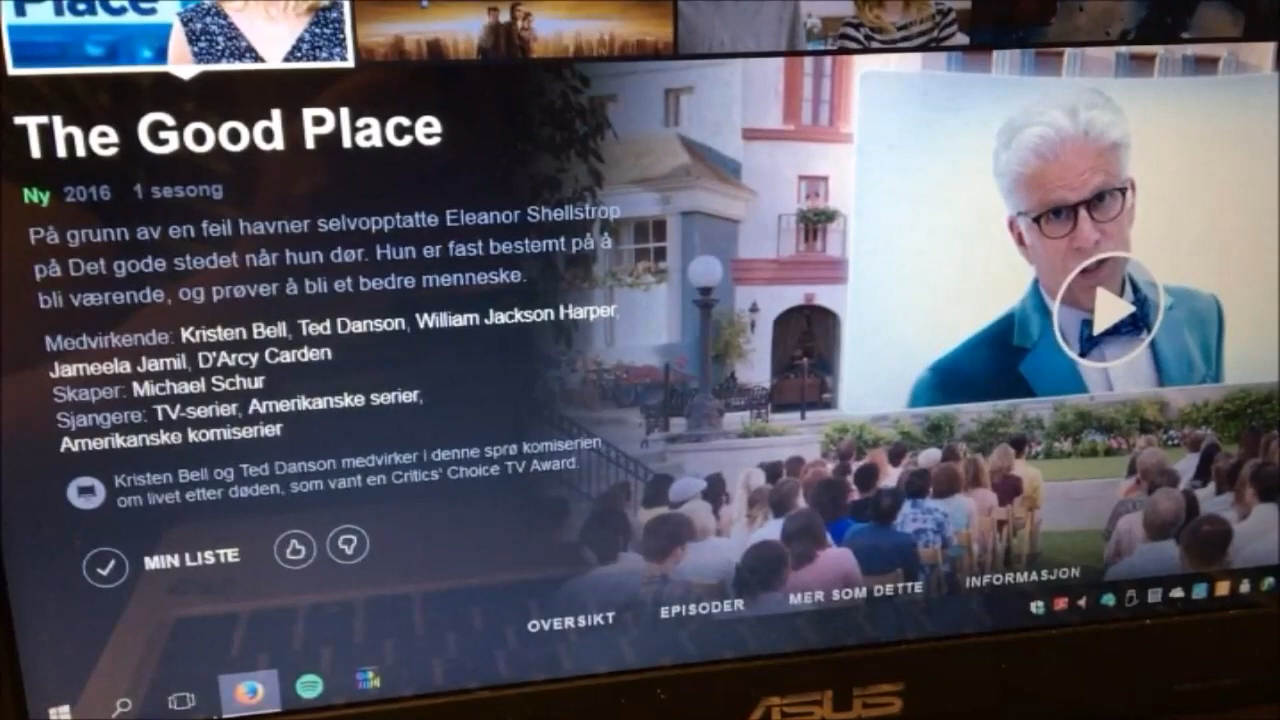 Place
The Good Place
Ny 2016 1 sesong
På grunn av en feil havner selvopptatte Eleanor Shellstrop
på Det gode stedet når hun dør. Hun er fast bestemt på å
bli værende, og prøver å bli et bedre menneske.
Medvirkende: Kristen Bell, Ted Danson, William Jackson Harper,
Jameela Jamil, D'Arcy Carden
Skaper: Michael Schur
Sjangere: TV-serier, Amerikanske serier,
Amerikanske komiserier
Kristen Bell og Ted Danson medvirker i denne sprø komiserien
om livet etter døden, som vant en Critics' Choice TV Award.
MIN LISTE
OVERSIKT EPISODER MER SOM DETTE INFORMASJON
ASUS